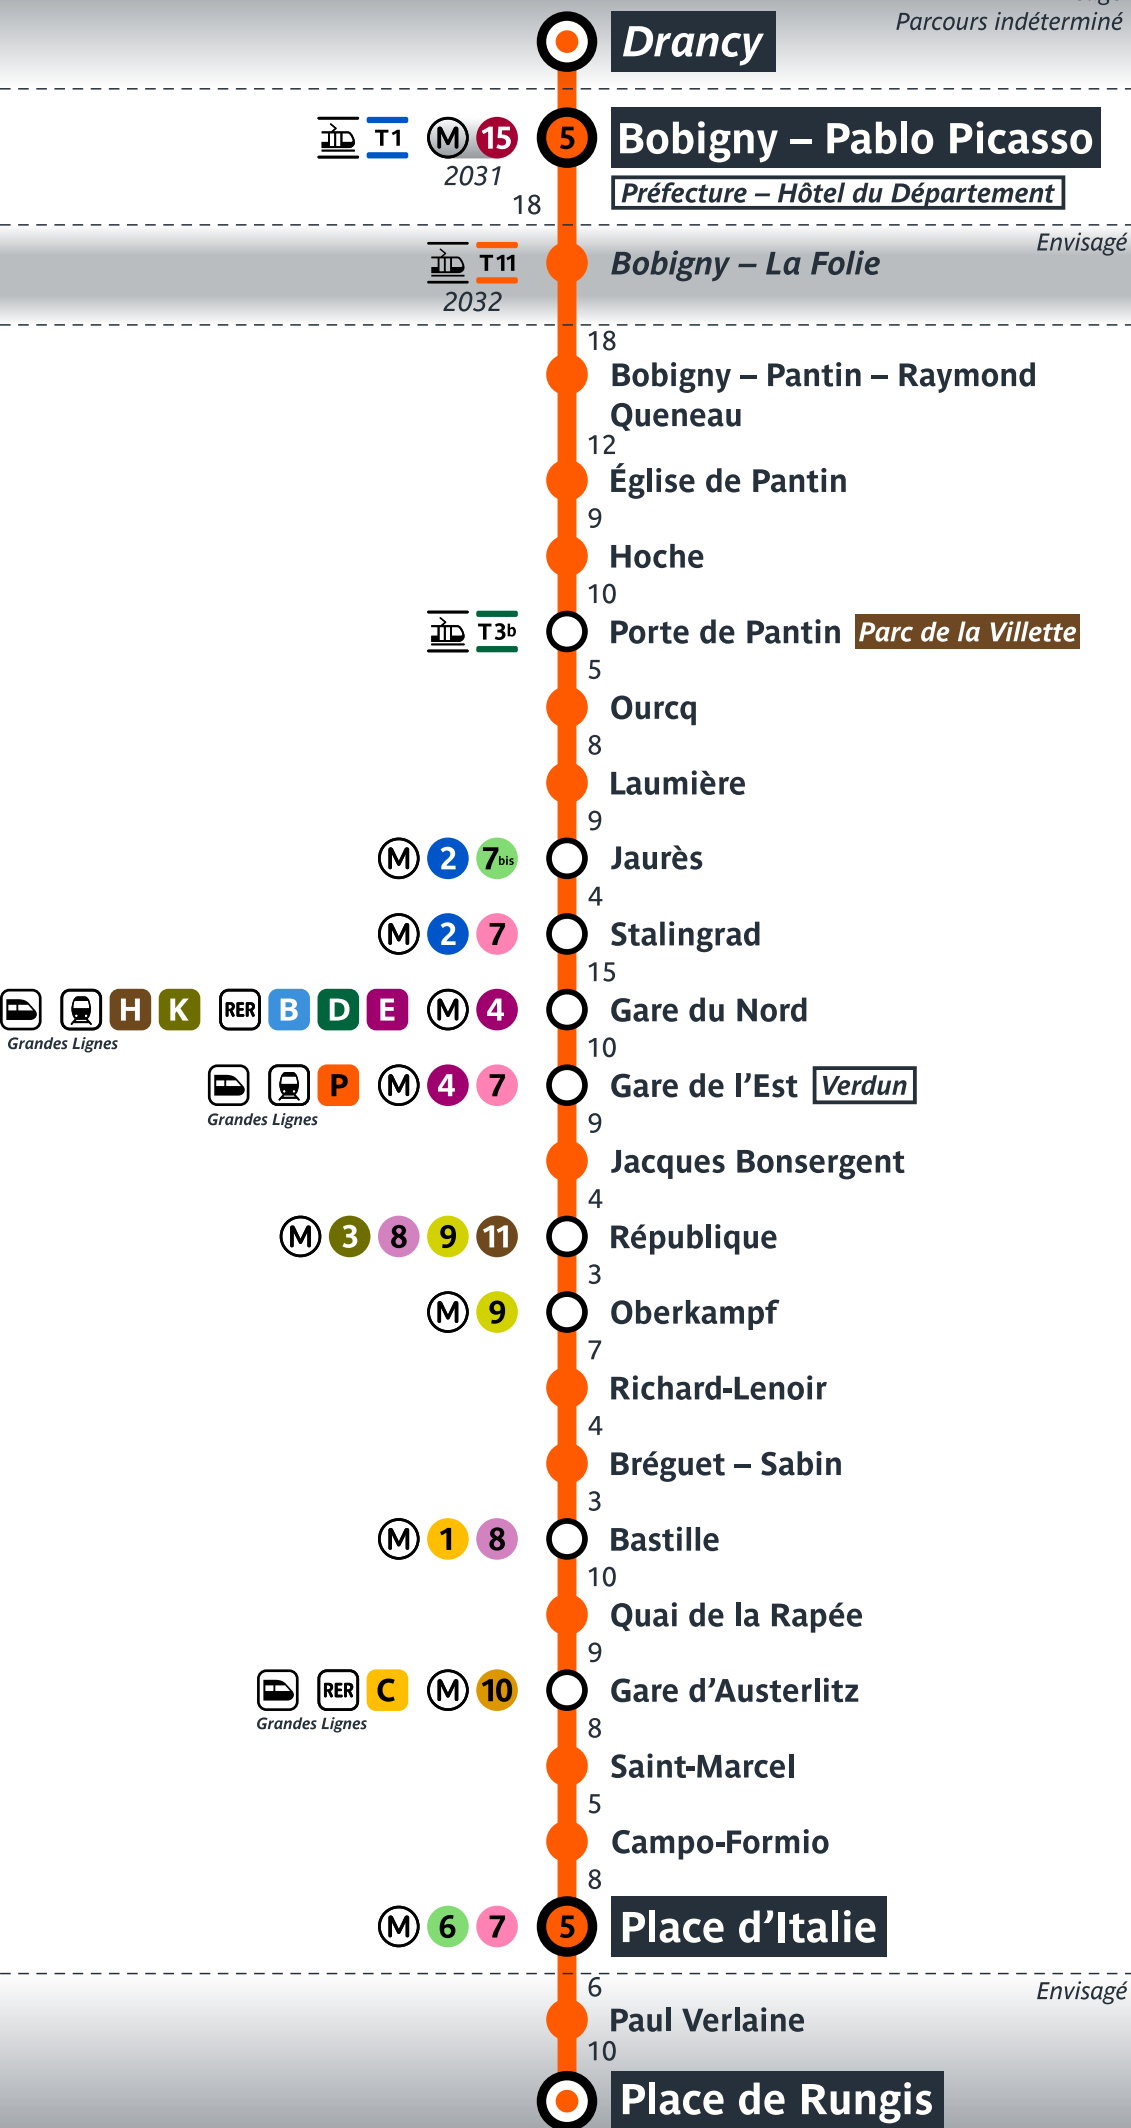 Parcours indéterminé
Drancy
T1 M 15 5 Bobigny – Pablo Picasso
2031
Préfecture – Hôtel du Département
18
Envisagé
T11 Bobigny – La Folie
2032
18
Bobigny – Pantin – Raymond
Queneau
12
Église de Pantin
9
Hoche
10
T3b Porte de Pantin Parc de la Villette
5
Ourcq
8
Laumière
9
M 2 7bis Jaurès
4
M 2 7 Stalingrad
15
H K RER B D E M 4 Gare du Nord
Grandes Lignes
10
P M 4 7 Gare de l’Est Verdun
Grandes Lignes
9
Jacques Bonsergent
4
M 3 8 9 11 République
3
M 9 Oberkampf
7
Richard-Lenoir
4
Bréguet – Sabin
3
M 1 8 Bastille
10
Quai de la Rapée
9
RER C M 10 Gare d’Austerlitz
Grandes Lignes
8
Saint-Marcel
5
Campo-Formio
8
M 6 7 5 Place d’Italie
6
Envisagé
Paul Verlaine
10
Place de Rungis